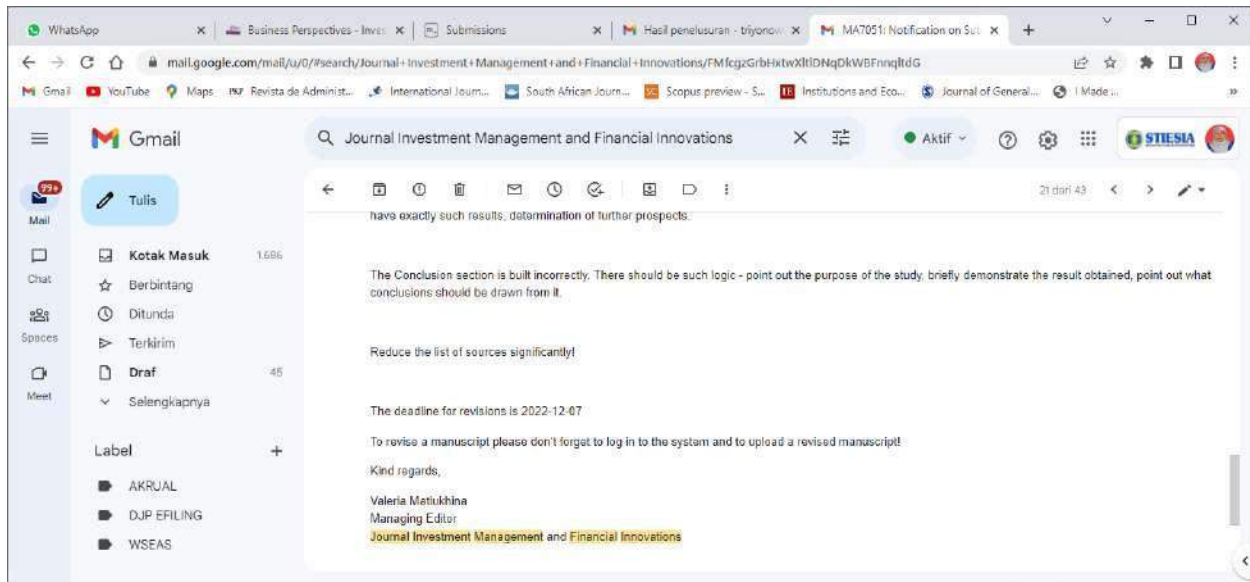 WhatsApp
Business Perspectives - Inves
Submissions
Hasil penelusuran - triyonow
MA7051: Notification on Sub
mail.google.com/mail/u/0/#search/Journal+Investment+Management+and+Financial+Innovations/
Gmail
YouTube
Maps
Revista de Administ...
International Journ...
South African Journ...
Scopus preview - S...
Institutions and Eco...
Journal of General...
I Made ...
Gmail
Journal Investment Management and Financial Innovations
Aktif
STIESIA
99+
Mail
Tulis
21 dari 43
have exactly such results, determination of further prospects.
Kotak Masuk 1.686
Chat
The Conclusion section is built incorrectly. There should be such logic - point out the purpose of the study, briefly demonstrate the result obtained, point out what
conclusions should be drawn from it.
Berbintang
Ditunda
Spaces
Terkirim
Reduce the list of sources significantly!
Draf 45
Meet
Selengkapnya
The deadline for revisions is 2022-12-07
To revise a manuscript please don't forget to log in to the system and to upload a revised manuscript!
Label
Kind regards,
AKRUAL
Valeria Matiukhina
DJP EFILING
Managing Editor
Journal Investment Management and Financial Innovations
WSEAS